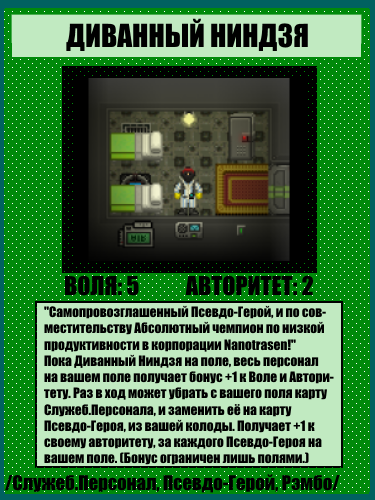 ДИВАННЫЙ НИНДЗЯ
ВОЛЯ: 5 АВТОРИТЕТ: 2
"Самопровозглашенный Псевдо-Герой, и по сов-
местительству Абсолютный чемпион по низкой
продуктивности в корпорации Nanotrasen!"
Пока Диванный Ниндзя на поле, весь персонал
на вашем поле получает бонус +1 к Воле и Автори-
тету. Раз в ход может убрать с вашего поля карту
Служеб.Персонала, и заменить её на карту
Псевдо-Героя, из вашей колоды. Получает +1 к
своему авторитету, за каждого Псевдо-Героя на
вашем поле. (Бонус ограничен лишь полями.)
/Служеб.Персонал, Псевдо-Герой, Рэмбо/